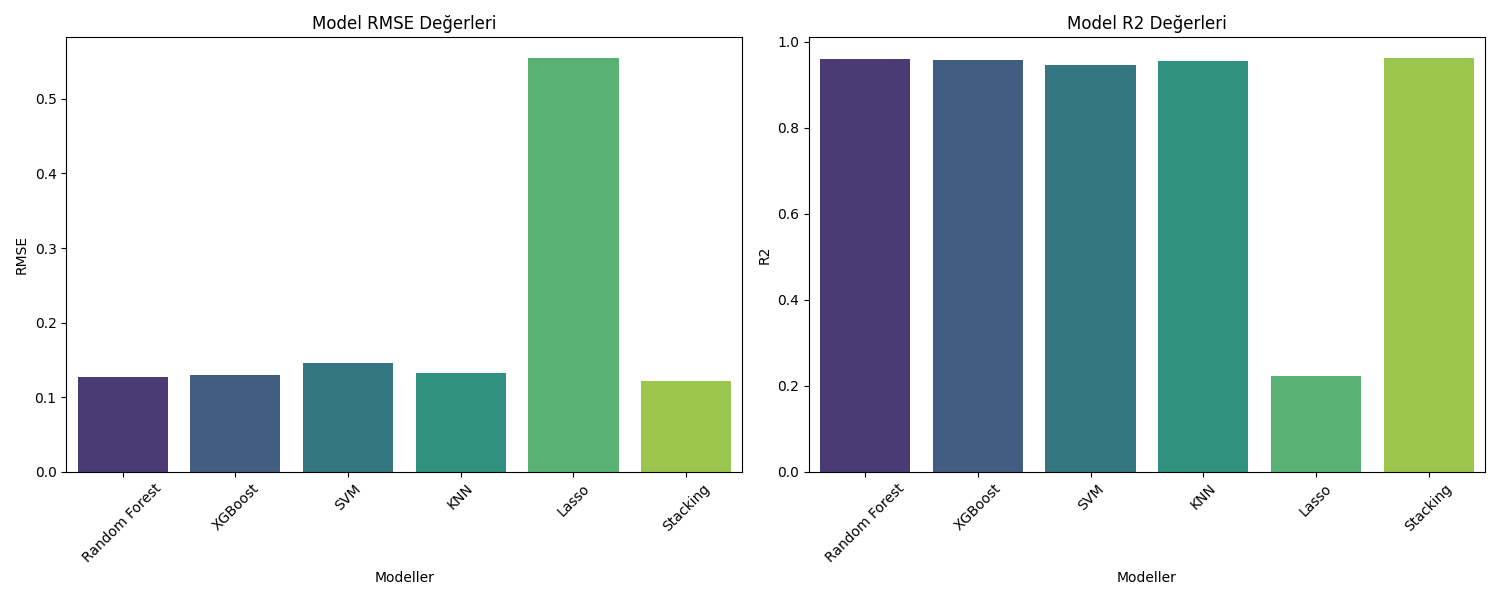 Model RMSE Değerleri
RMSE
0.5
0.4
0.3
0.2
0.1
0.0
Random Forest
XGBoost
SVM
KNN
Lasso
Stacking
Modeller
Model R2 Değerleri
R2
1.0
0.8
0.6
0.4
0.2
0.0
Random Forest
XGBoost
SVM
KNN
Lasso
Stacking
Modeller